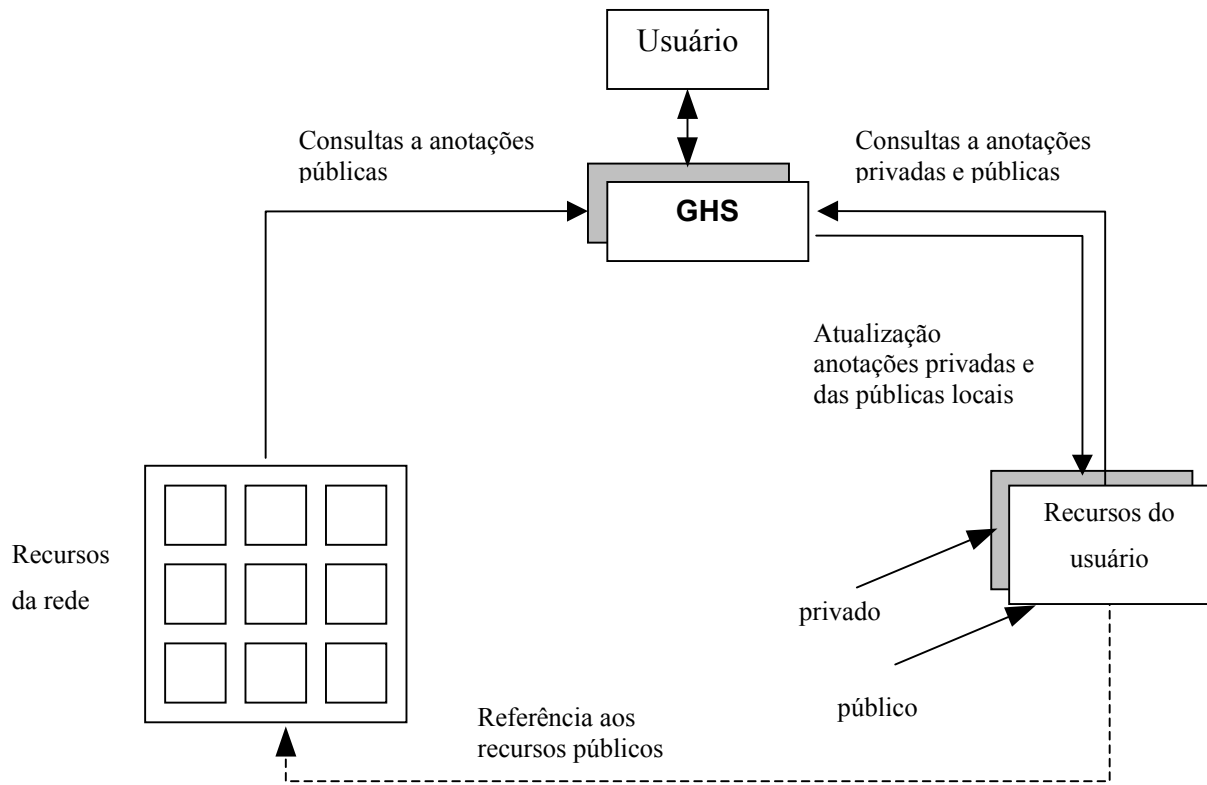 Usuário
Consultas a anotações
públicas
Consultas a anotações
privadas e públicas
GHS
Atualização
anotações privadas e
das públicas locais
Recursos
da rede
Recursos do
usuário
privado
público
Referência aos
recursos públicos